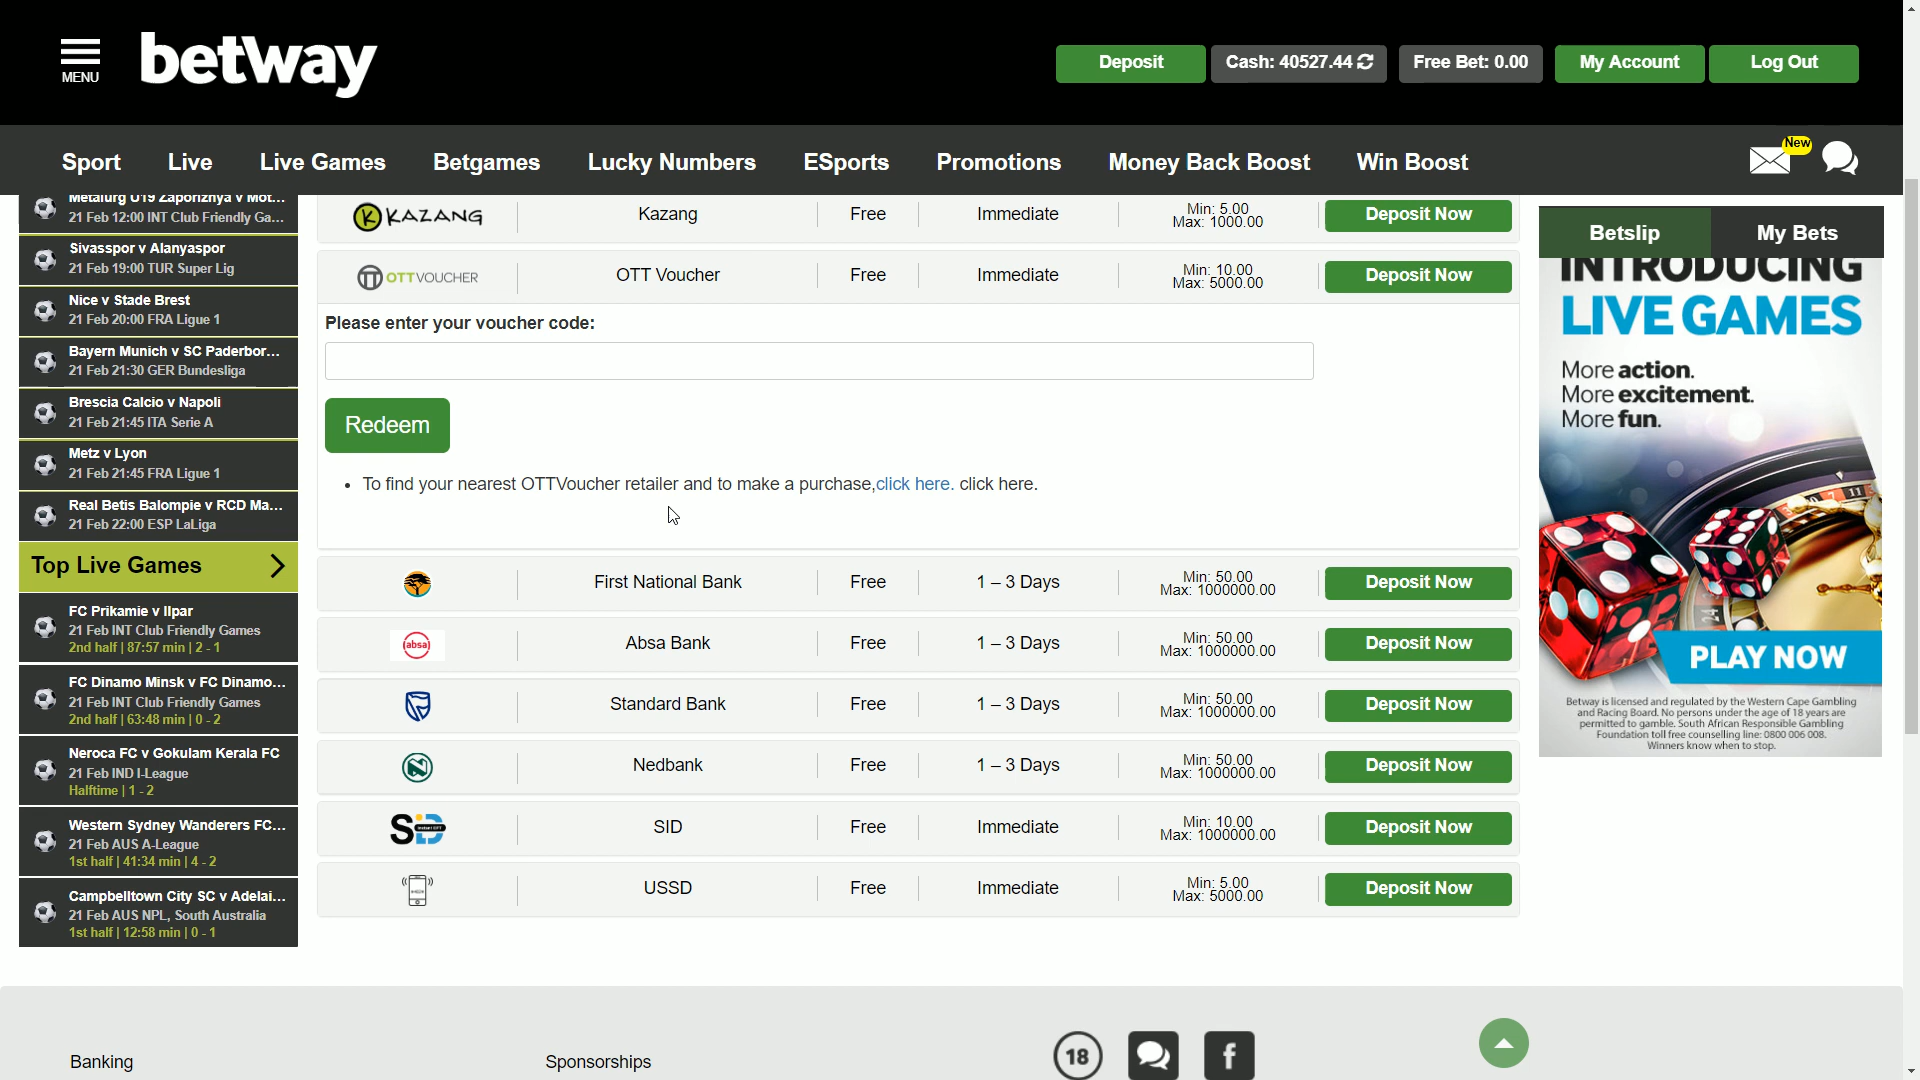 MENU
betway
Deposit
Cash: 40527.44
Free Bet: 0.00
My Account
Log Out
Sport
Live
Live Games
Betgames
Lucky Numbers
ESports
Promotions
Money Back Boost
Win Boost
New
Metalurg U19 Zaporizhya v Mot...
21 Feb 12:00 INT Club Friendly Ga...
Sivasspor v Alanyaspor
21 Feb 19:00 TUR Super Lig
Nice v Stade Brest
21 Feb 20:00 FRA Ligue 1
Bayern Munich v SC Paderbor...
21 Feb 21:30 GER Bundesliga
Brescia Calcio v Napoli
21 Feb 21:45 ITA Serie A
Metz v Lyon
21 Feb 21:45 FRA Ligue 1
Real Betis Balompie v RCD Ma...
21 Feb 22:00 ESP LaLiga
Top Live Games
FC Prikamie v Ilpar
21 Feb INT Club Friendly Games
2nd half | 87:57 min | 2 - 1
FC Dinamo Minsk v FC Dinamo...
21 Feb INT Club Friendly Games
2nd half | 63:48 min | 0 - 2
Neroca FC v Gokulam Kerala FC
21 Feb IND I-League
Halftime | 1 - 2
Western Sydney Wanderers FC...
21 Feb AUS A-League
1st half | 41:34 min | 4 - 2
Campbelltown City SC v Adelai...
21 Feb AUS NPL, South Australia
1st half | 12:58 min | 0 - 1
KAZANG
Kazang
Free
Immediate
Min: 5.00
Max: 1000.00
Deposit Now
OTT VOUCHER
OTT Voucher
Free
Immediate
Min: 10.00
Max: 5000.00
Deposit Now
Please enter your voucher code:
Redeem
To find your nearest OTTVoucher retailer and to make a purchase,click here. click here.
First National Bank
Free
1 – 3 Days
Min: 50.00
Max: 1000000.00
Deposit Now
absa
Absa Bank
Free
1 – 3 Days
Min: 50.00
Max: 1000000.00
Deposit Now
Standard Bank
Free
1 – 3 Days
Min: 50.00
Max: 1000000.00
Deposit Now
Nedbank
Free
1 – 3 Days
Min: 50.00
Max: 1000000.00
Deposit Now
SiD
SID
Free
Immediate
Min: 10.00
Max: 1000000.00
Deposit Now
USSD
Free
Immediate
Min: 5.00
Max: 5000.00
Deposit Now
Betslip
My Bets
INTRODUCING
LIVE GAMES
More action.
More excitement.
More fun.
PLAY NOW
Betway is licensed and regulated by the Western Cape Gambling
and Racing Board. No persons under the age of 18 years are
permitted to gamble. South African Responsible Gambling
Foundation toll free counselling line: 0800 006 008.
Winners know when to stop.
Banking
Sponsorships
18
f